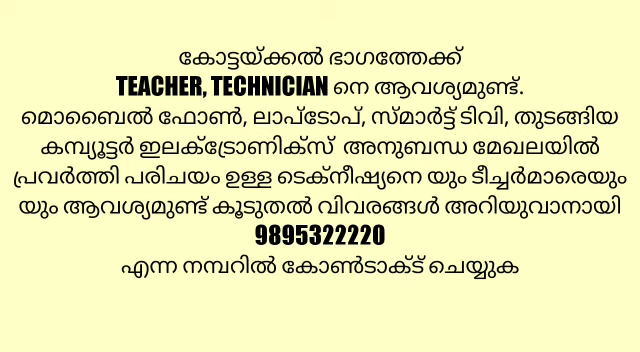 കോട്ടയ്ക്കൽ ഭാഗത്തേക്ക്
TEACHER, TECHNICIAN നെ ആവശ്യമുണ്ട്.
മൊബൈൽ ഫോൺ, ലാപ്ടോപ്, സ്മാർട്ട് ടിവി, തുടങ്ങിയ
കമ്പ്യൂട്ടർ ഇലക്ട്രോണിക്സ് അനുബന്ധ മേഖലയിൽ
പ്രവർത്തി പരിചയം ഉള്ള ടെക്നീഷ്യനെ യും ടീച്ചർമാരെയും
യും ആവശ്യമുണ്ട് കൂടുതൽ വിവരങ്ങൾ അറിയുവാനായി
9895322220
എന്ന നമ്പറിൽ കോൺടാക്ട് ചെയ്യുക